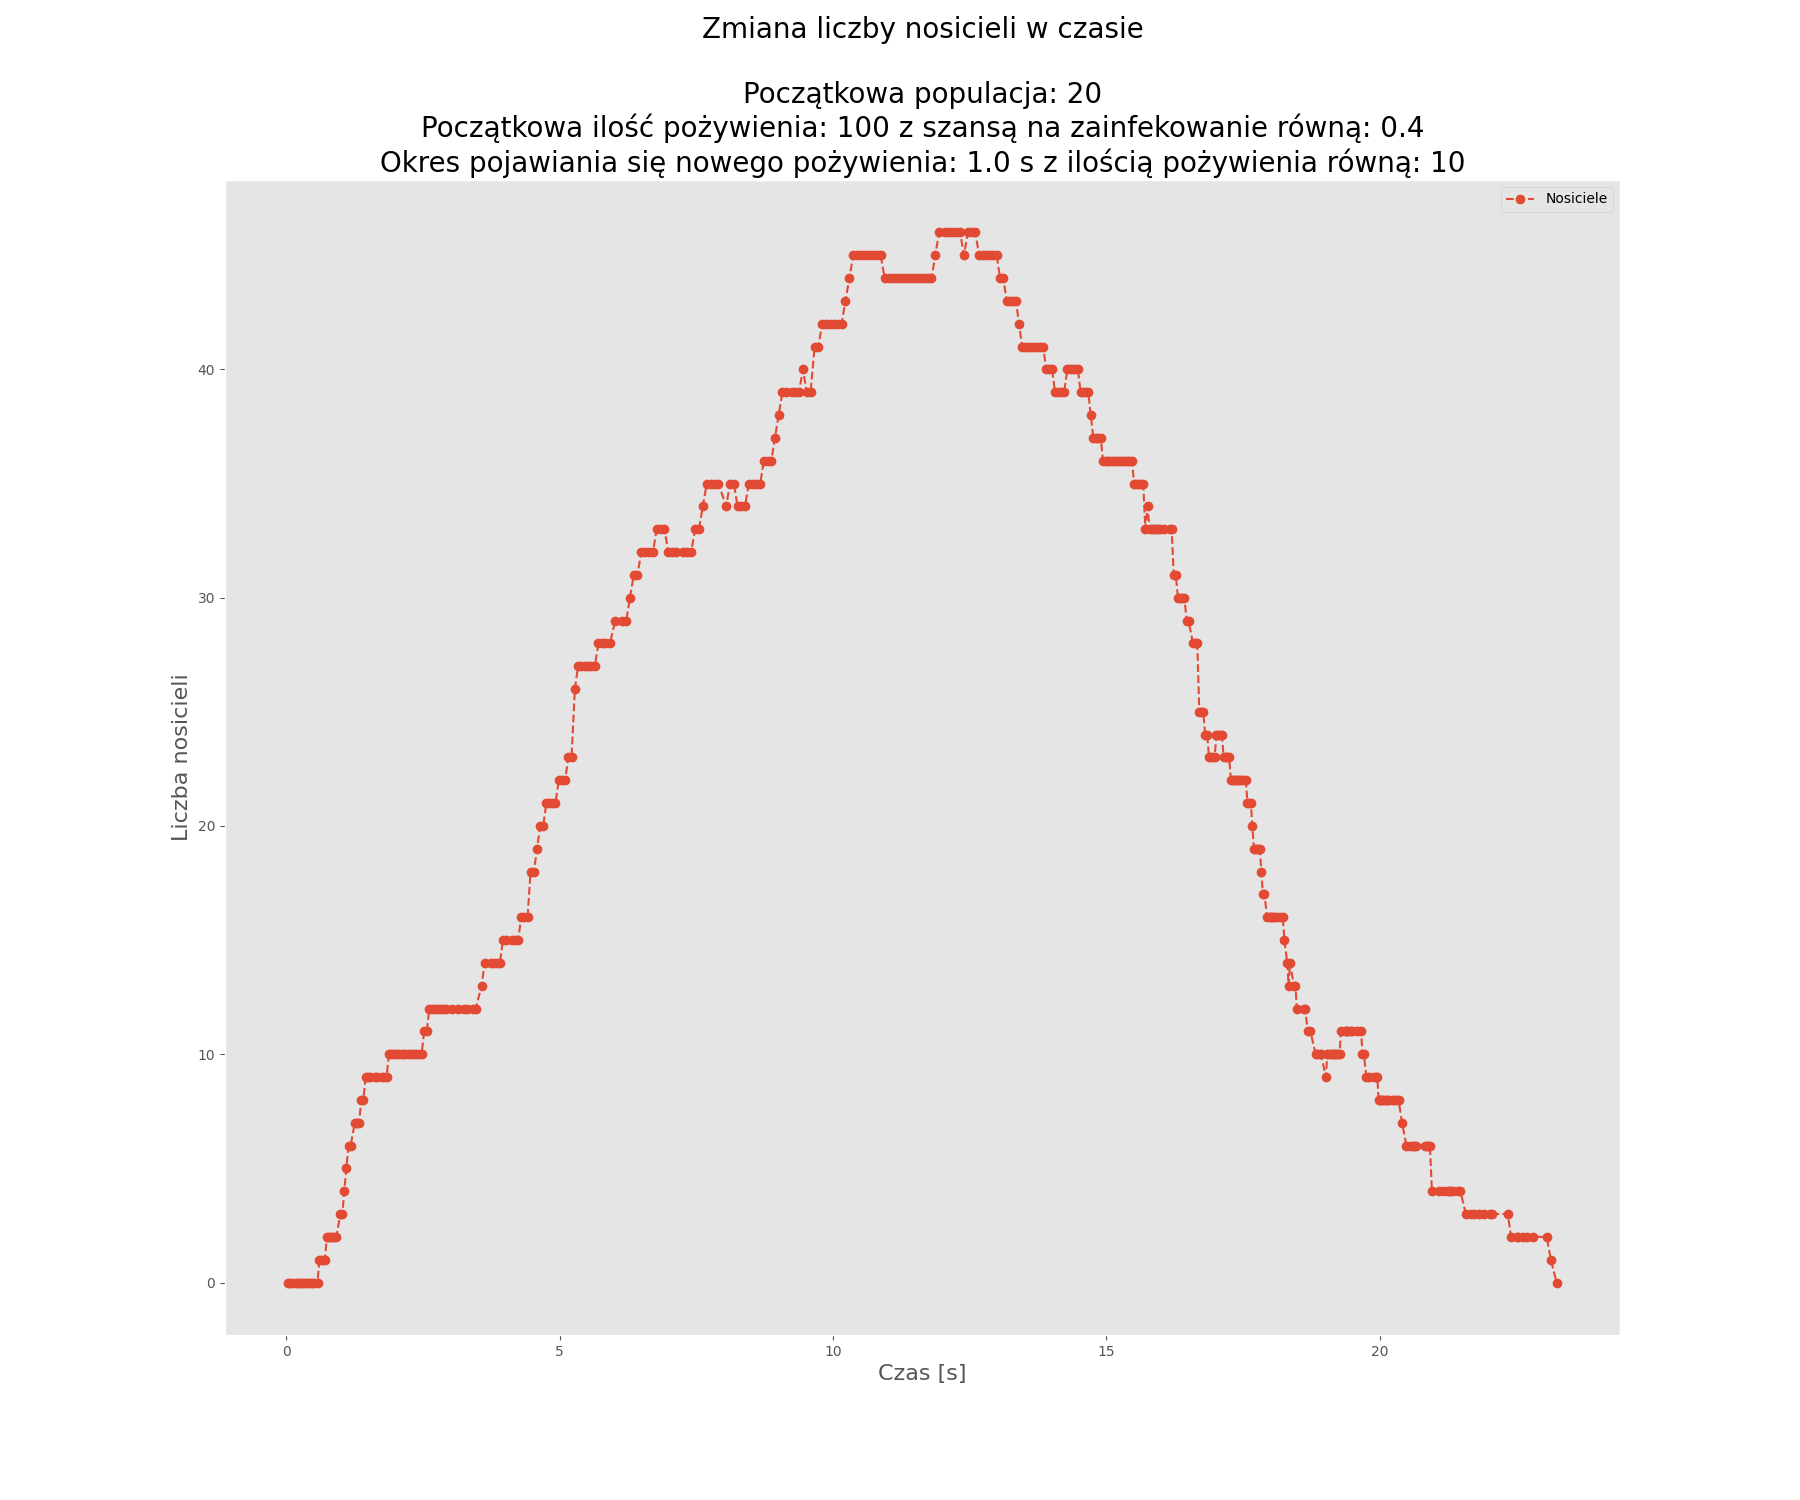 Zmiana liczby nosicieli w czasie
Początkowa populacja: 20
Początkowa ilość pożywienia: 100 z szansą na zainfekowanie równą: 0.4
Okres pojawiania się nowego pożywienia: 1.0 s z ilością pożywienia równą: 10
Nosiciele
40
30
20
10
0
Liczba nosicieli
0 5 10 15 20
Czas [s]